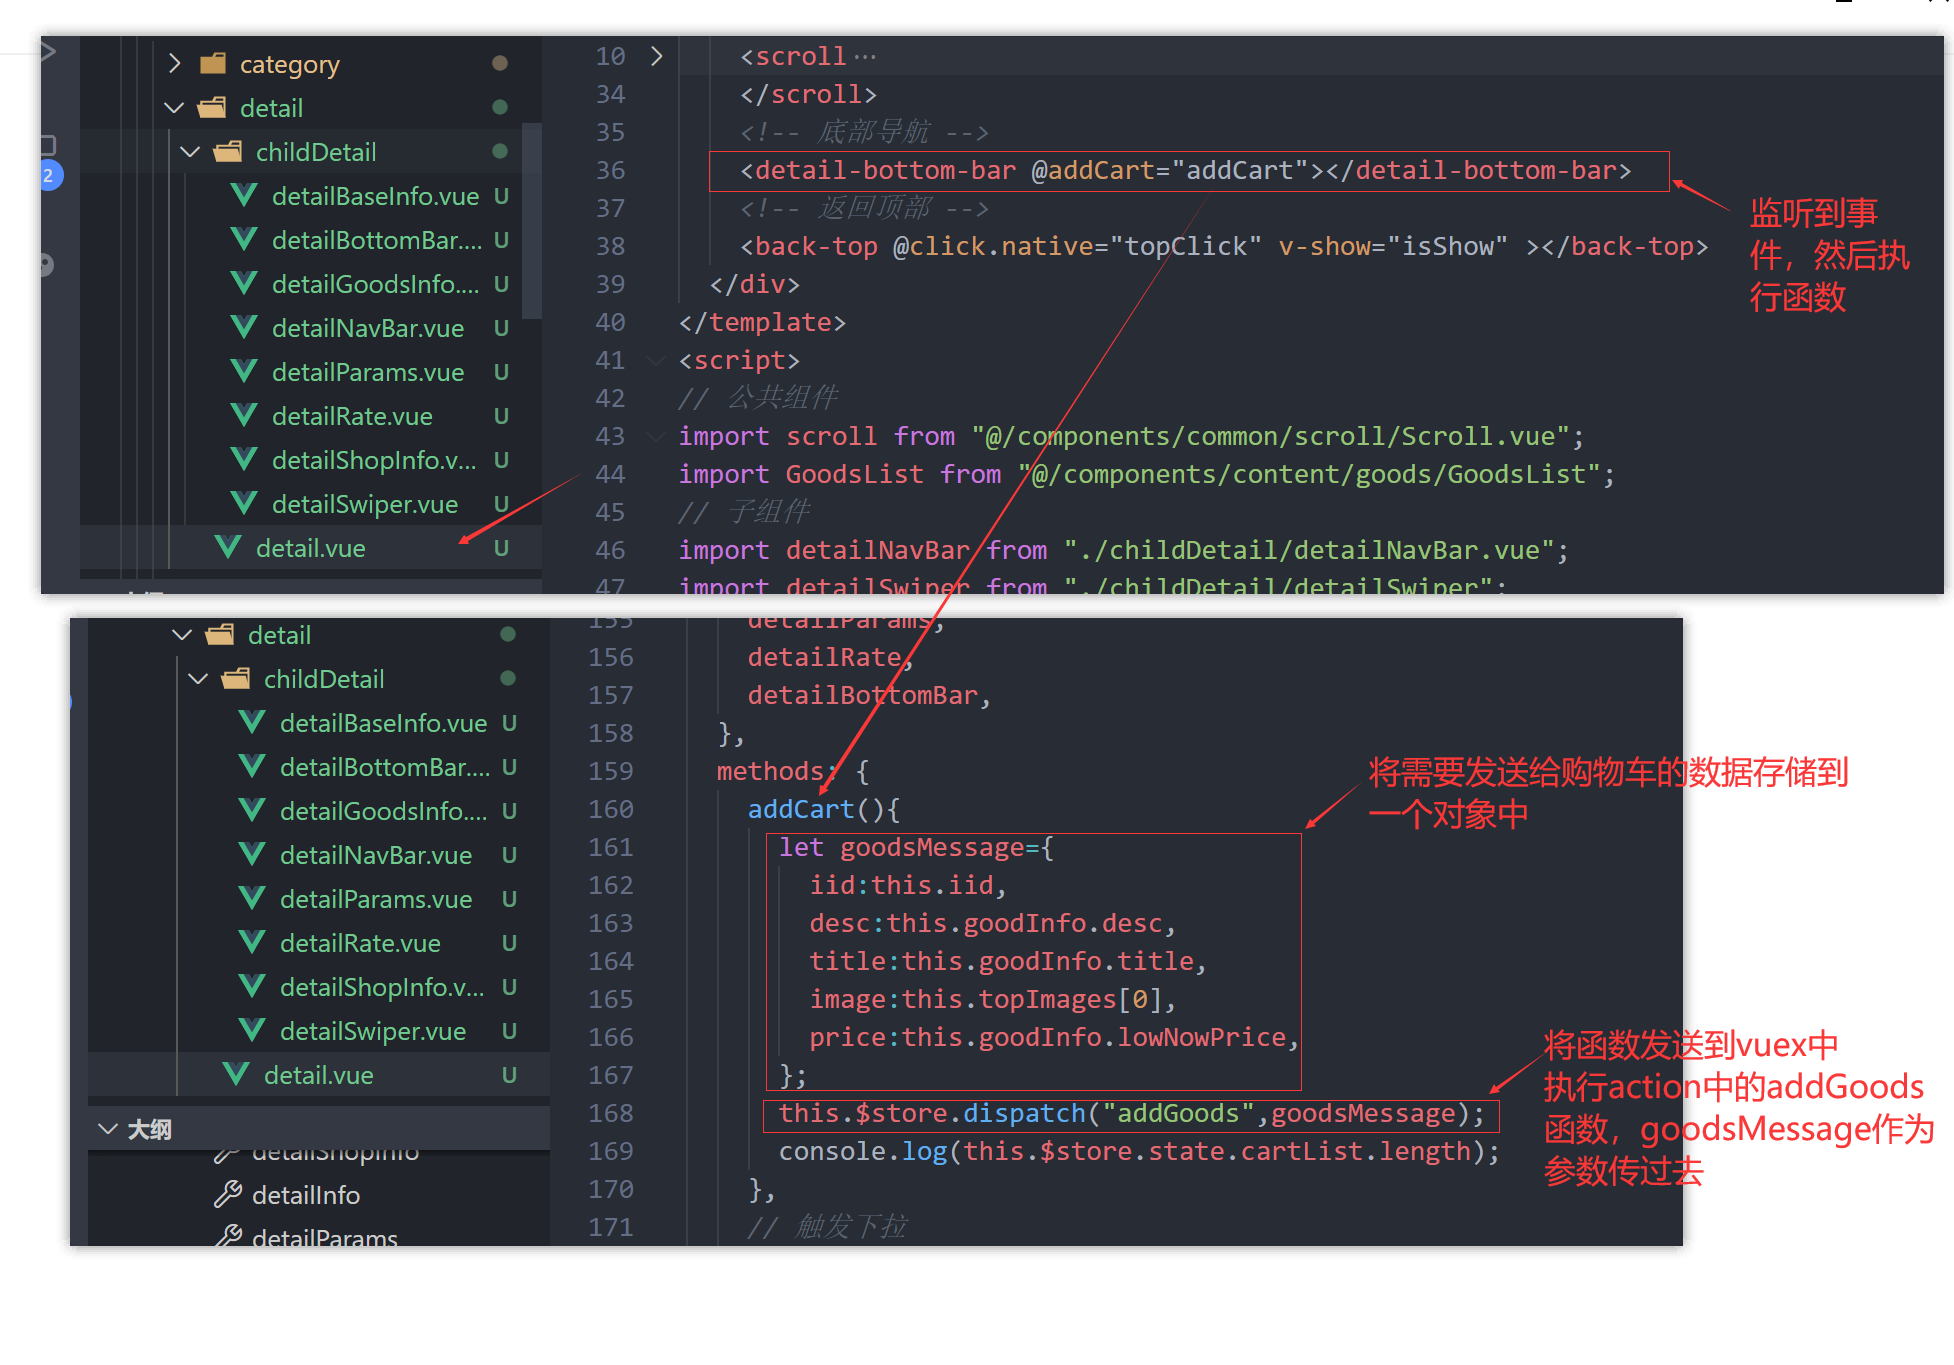 category
detail
childDetail
detailBaseInfo.vue U
detailBottomBar.... U
detailGoodsInfo.... U
detailNavBar.vue U
detailParams.vue U
detailRate.vue U
detailShopInfo.v... U
detailSwiper.vue U
detail.vue U
2
10 <scroll ...
34 </scroll>
35 <!-- 底部导航 -->
36 <detail-bottom-bar @addCart="addCart"></detail-bottom-bar>
37 <!-- 返回顶部 -->
38 <back-top @click.native="topClick" v-show="isShow" ></back-top>
39 </div>
40 </template>
41 <script>
42 // 公共组件
43 import scroll from "@/components/common/scroll/Scroll.vue";
44 import GoodsList from "@/components/content/goods/GoodsList";
45 // 子组件
46 import detailNavBar from "./childDetail/detailNavBar.vue";
47 import detailSwiper from "./childDetail/detailSwiper";
监听到事
件，然后执
行函数
detail
childDetail
detailBaseInfo.vue U
detailBottomBar.... U
detailGoodsInfo.... U
detailNavBar.vue U
detailParams.vue U
detailRate.vue U
detailShopInfo.v... U
detailSwiper.vue U
detail.vue U
大纲
detailShopInfo
detailInfo
detailParams
155 detailParams,
156 detailRate,
157 detailBottomBar,
158 },
159 methods: {
160 addCart(){
161 let goodsMessage={
162 iid:this.iid,
163 desc:this.goodInfo.desc,
164 title:this.goodInfo.title,
165 image:this.topImages[0],
166 price:this.goodInfo.lowNowPrice,
167 };
168 this.$store.dispatch("addGoods",goodsMessage);
169 console.log(this.$store.state.cartList.length);
170 },
171 // 触发下拉
将需要发送给购物车的数据存储到
一个对象中
将函数发送到vuex中
执行action中的addGoods
函数，goodsMessage作为
参数传过去